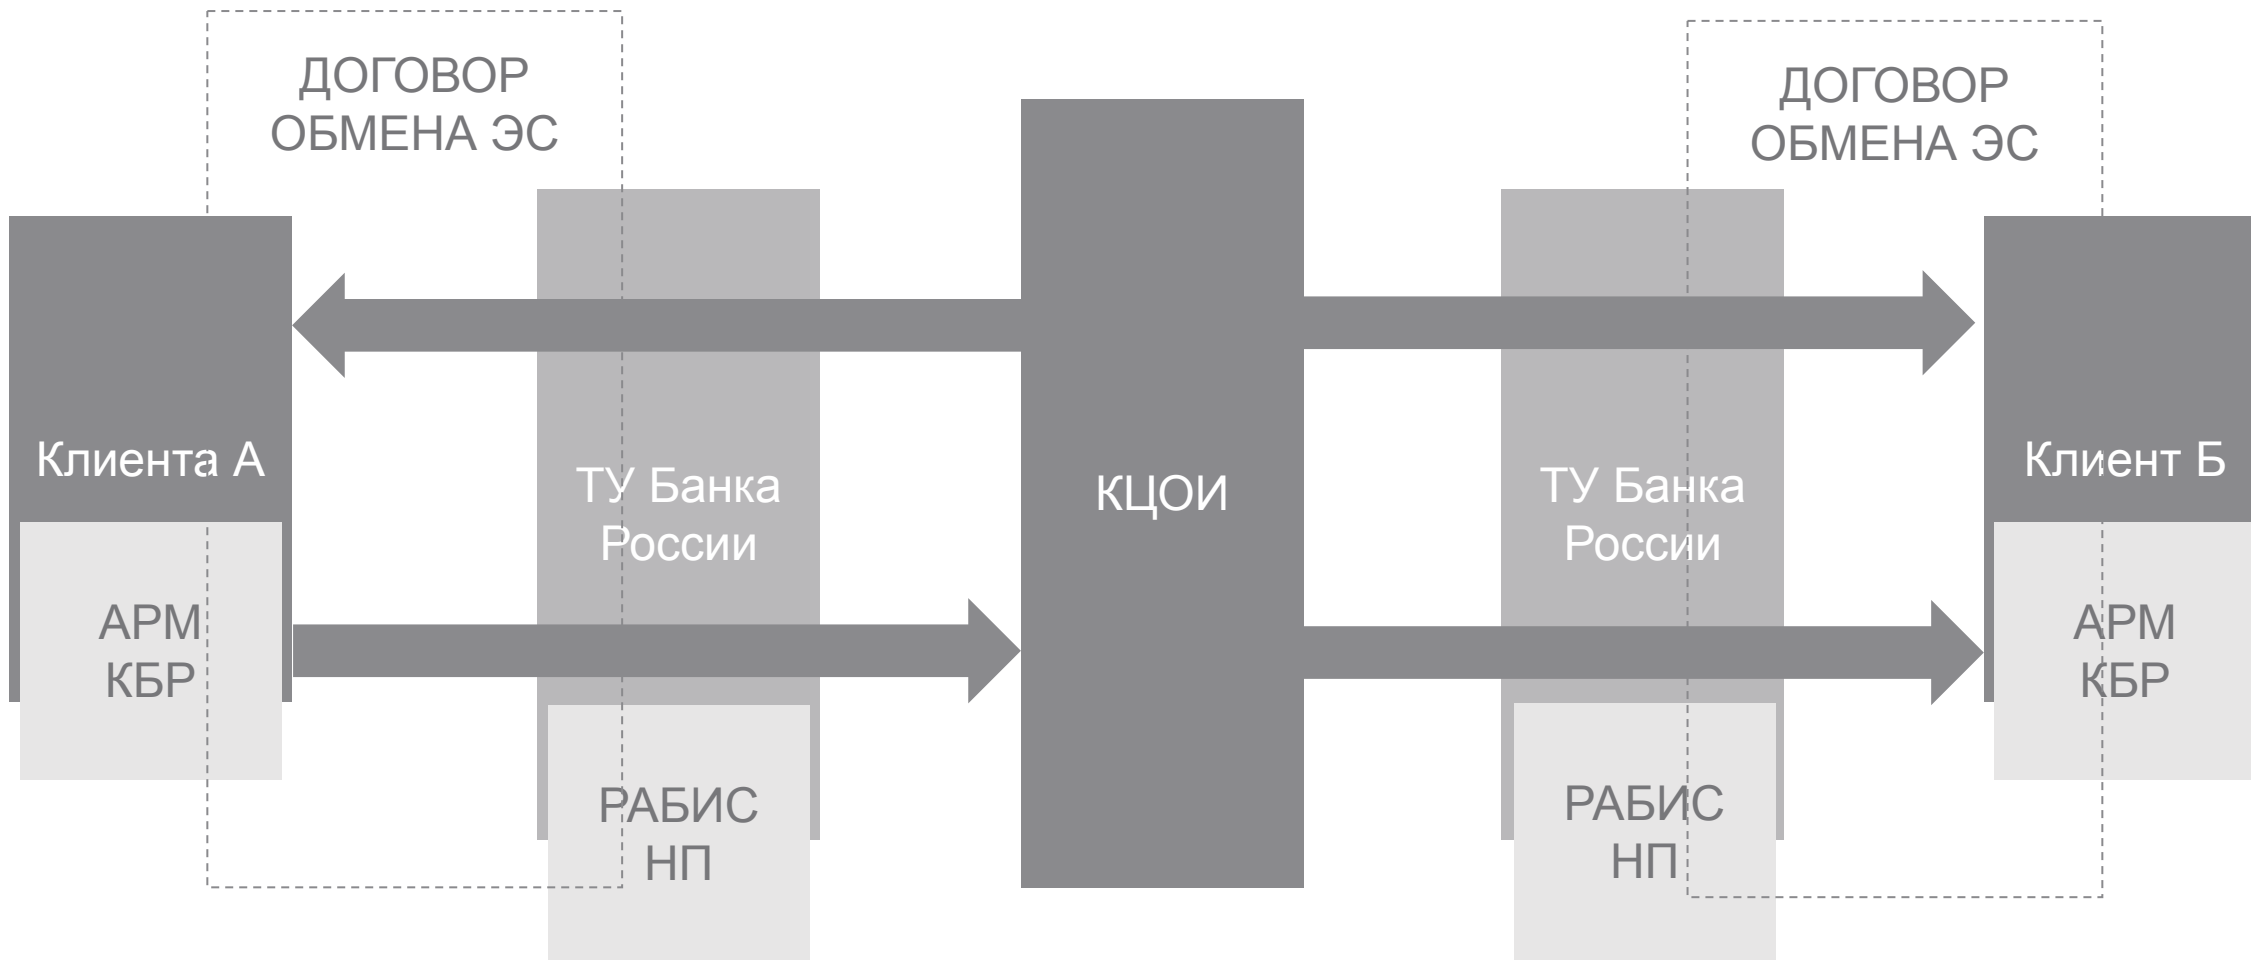 ДОГОВОР
ОБМЕНА ЭС
ДОГОВОР
ОБМЕНА ЭС
Клиента А
ТУ Банка
России
КЦОИ
ТУ Банка
России
Клиент Б
АРМ
КБР
РАБИС
НП
РАБИС
НП
АРМ
КБР